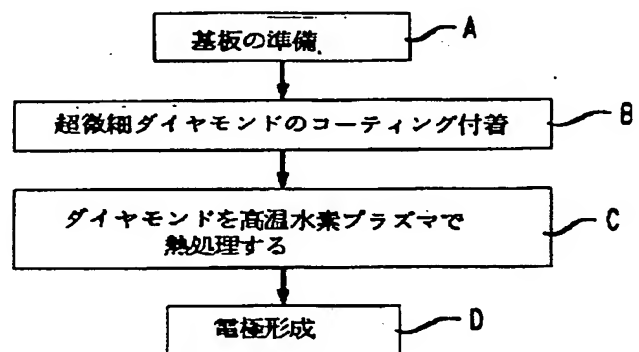 基板の準備
A
超微細ダイヤモンドのコーティング付着
B
ダイヤモンドを高温水素プラズマで
熱処理する
C
電極形成
D